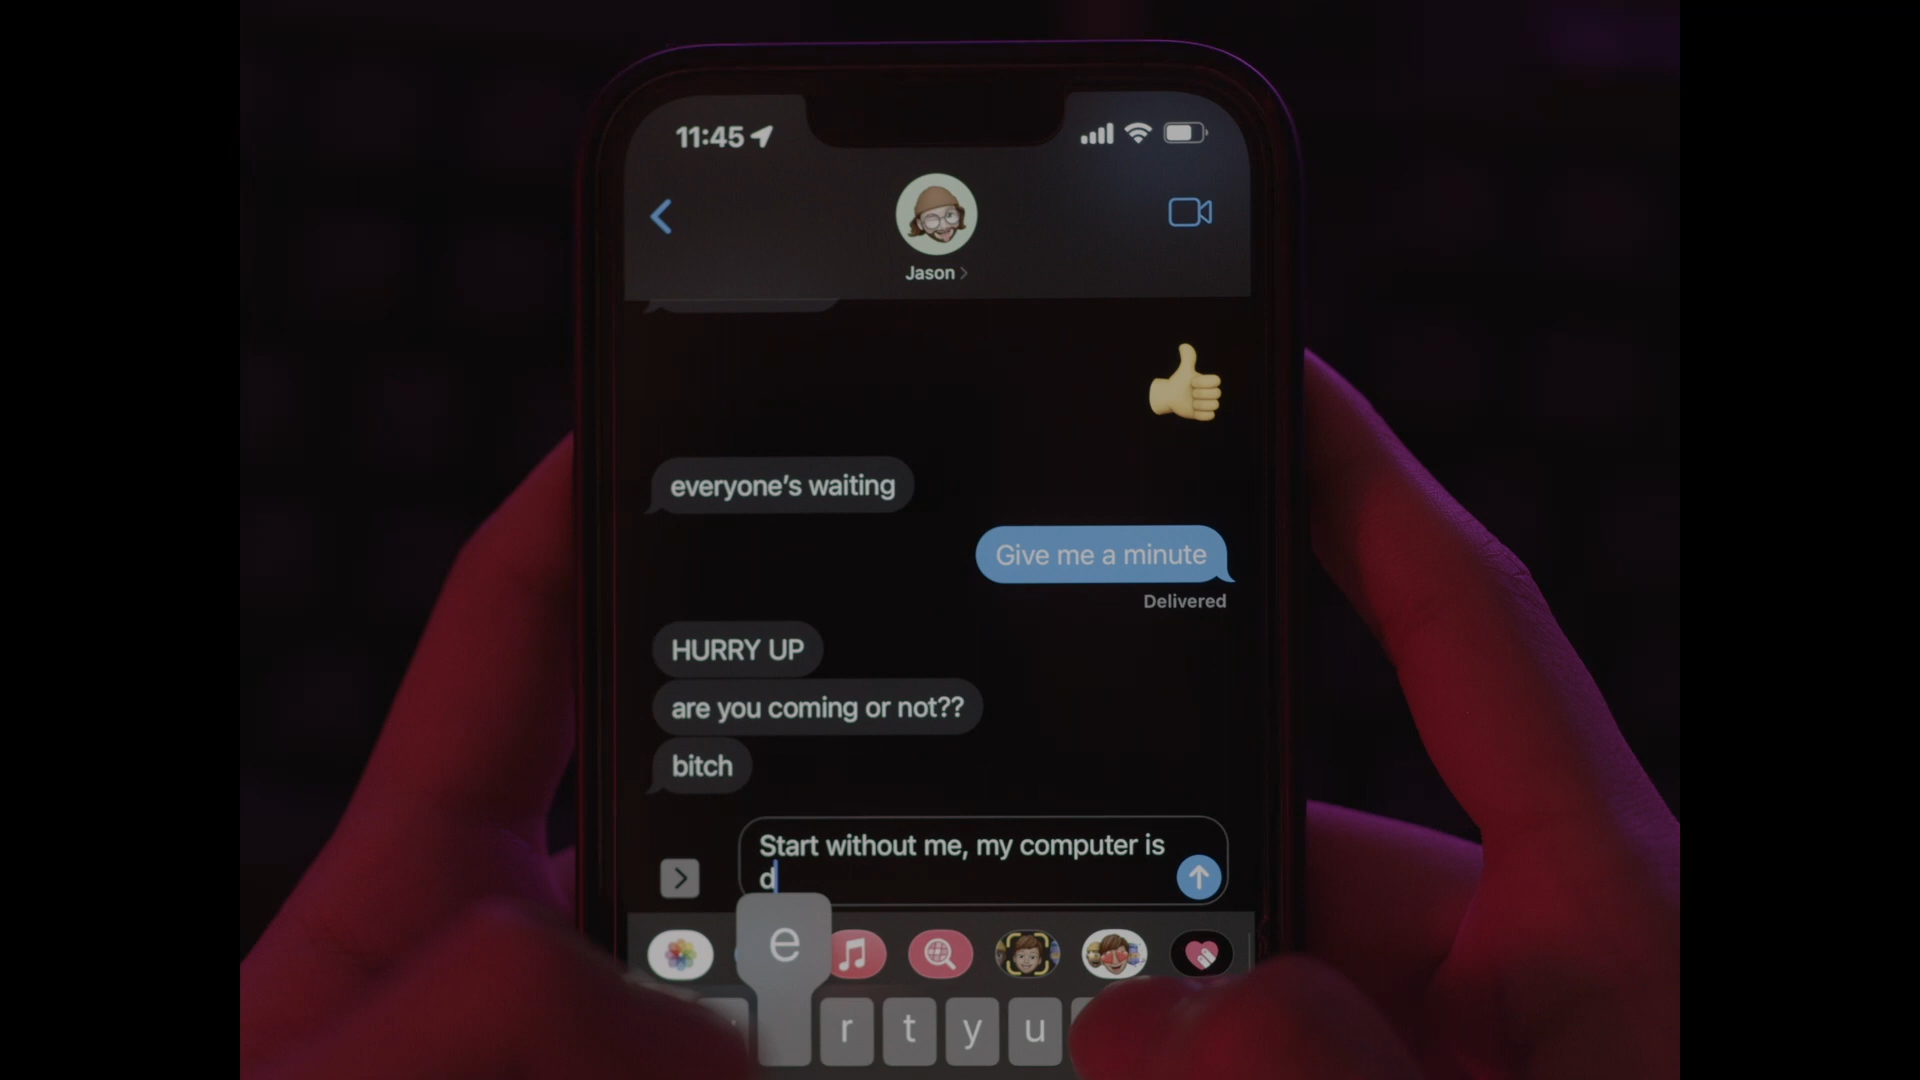 11:45
Jason
everyone's waiting
Give me a minute
Delivered
HURRY UP
are you coming or not??
bitch
Start without me, my computer is
d
e
r t y u